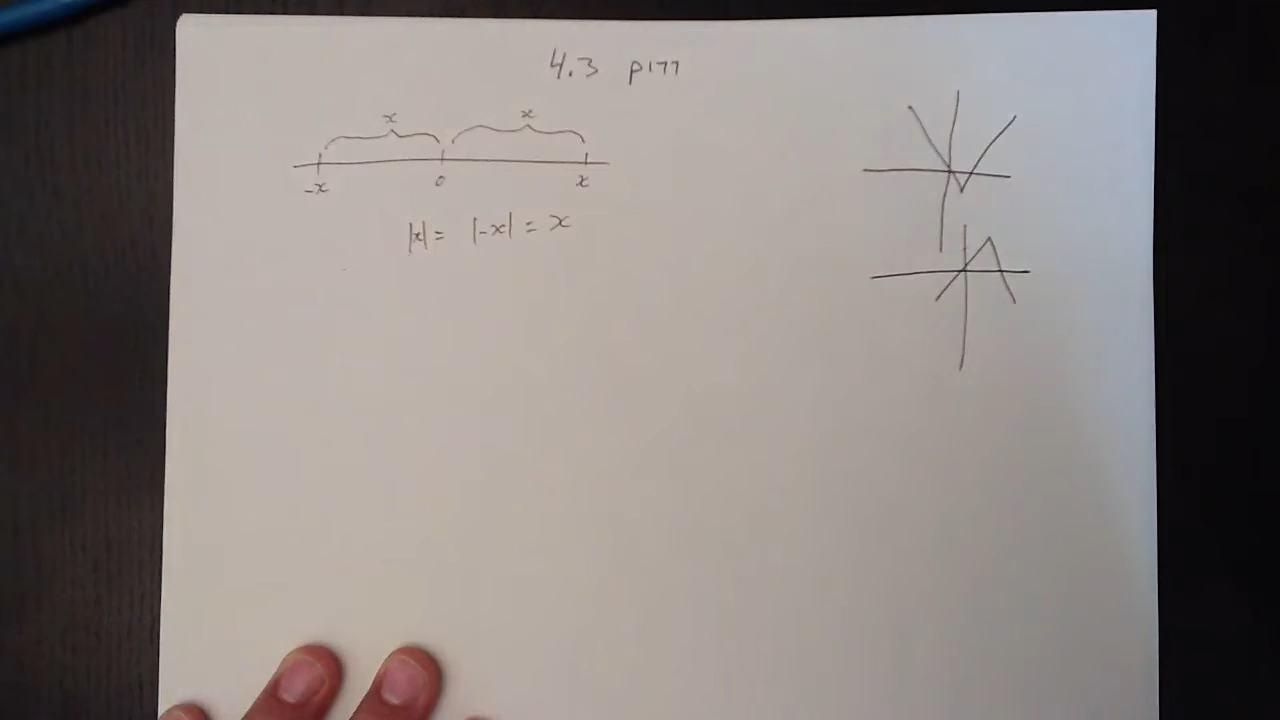 4.3 p177
x x
-x 0 x
|x| = |-x| = x